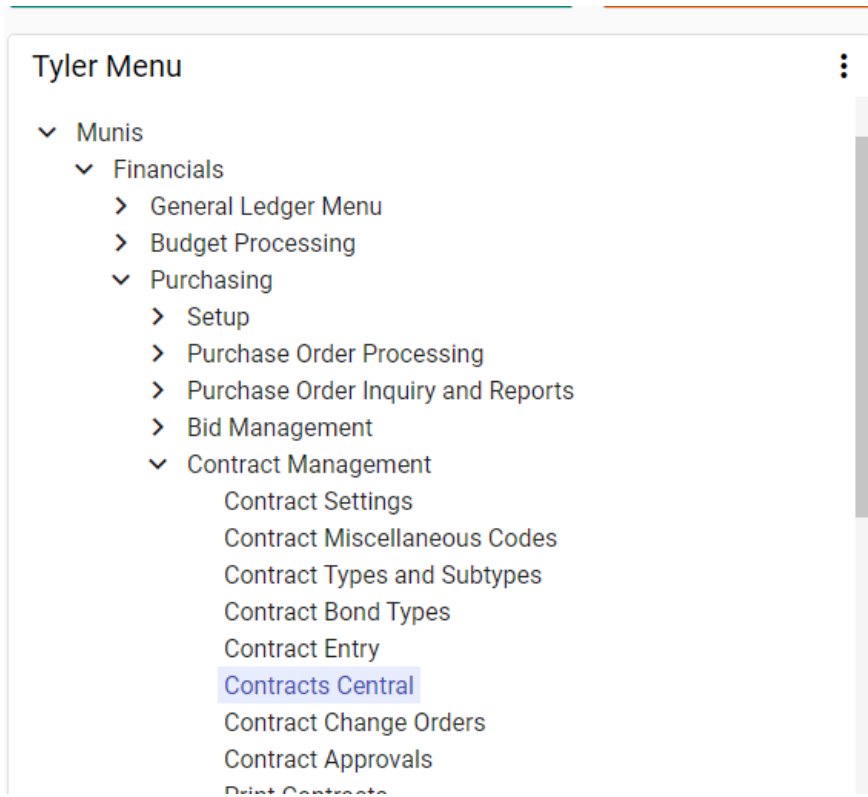 Tyler Menu
Munis
Financials
General Ledger Menu
Budget Processing
Purchasing
Setup
Purchase Order Processing
Purchase Order Inquiry and Reports
Bid Management
Contract Management
Contract Settings
Contract Miscellaneous Codes
Contract Types and Subtypes
Contract Bond Types
Contract Entry
Contracts Central
Contract Change Orders
Contract Approvals
Print Contracts